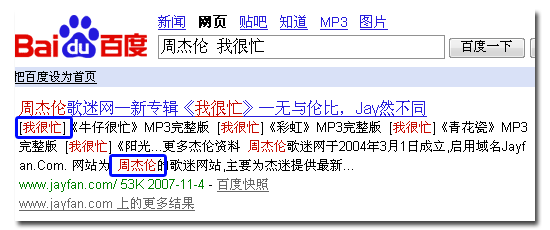 新闻 网页 贴吧 知道 MP3 图片
Bai du 百度 周杰伦 我很忙 百度一下
把百度设为首页
周杰伦歌迷网—新专辑《我很忙》—无与伦比，Jay然不同
[我很忙]《牛仔很忙》MP3完整版 [我很忙]《彩虹》MP3完整版 [我很忙]《青花瓷》MP3
完整版 [我很忙]《阳光...更多杰伦资料 周杰伦歌迷网于2004年3月1日成立,启用域名Jayf
an.Com. 网站为 周杰伦的歌迷网站,主要为杰迷提供最新...
www.jayfan.com/ 53K 2007-11-4 - 百度快照
www.jayfan.com 上的更多结果